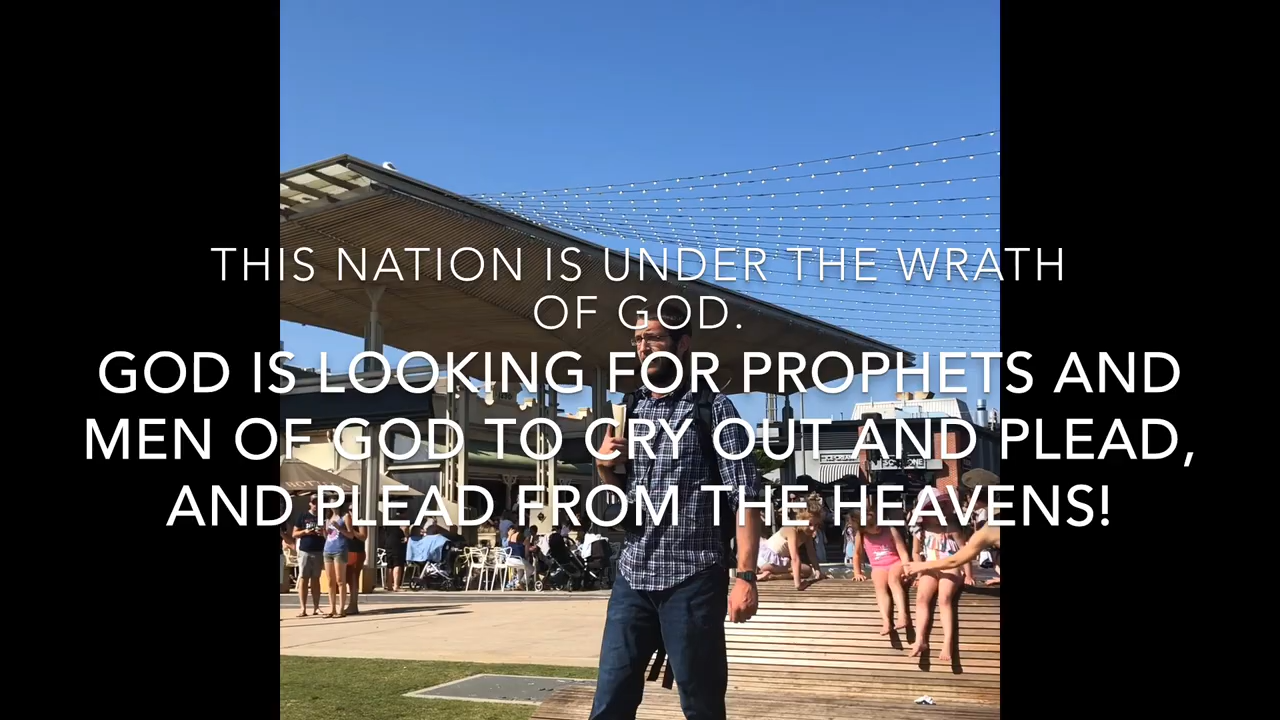 THIS NATION IS UNDER THE WRATH
OF GOD.
GOD IS LOOKING FOR PROPHETS AND
MEN OF GOD TO CRY OUT AND PLEAD,
AND PLEAD FROM THE HEAVENS!